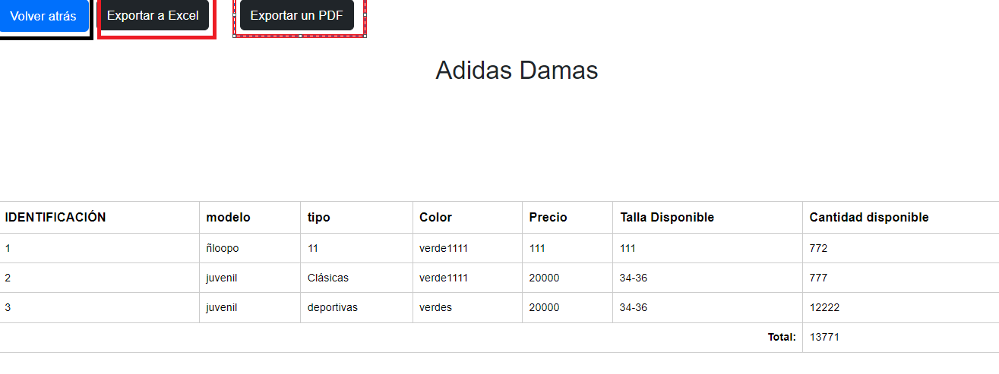 Volver atrás Exportar a Excel Exportar un PDF
Adidas Damas
IDENTIFICACIÓN modelo tipo Color Precio Talla Disponible Cantidad disponible
1 ñloopo 11 verde1111 111 111 772
2 juvenil Clásicas verde1111 20000 34-36 777
3 juvenil deportivas verdes 20000 34-36 12222
Total: 13771